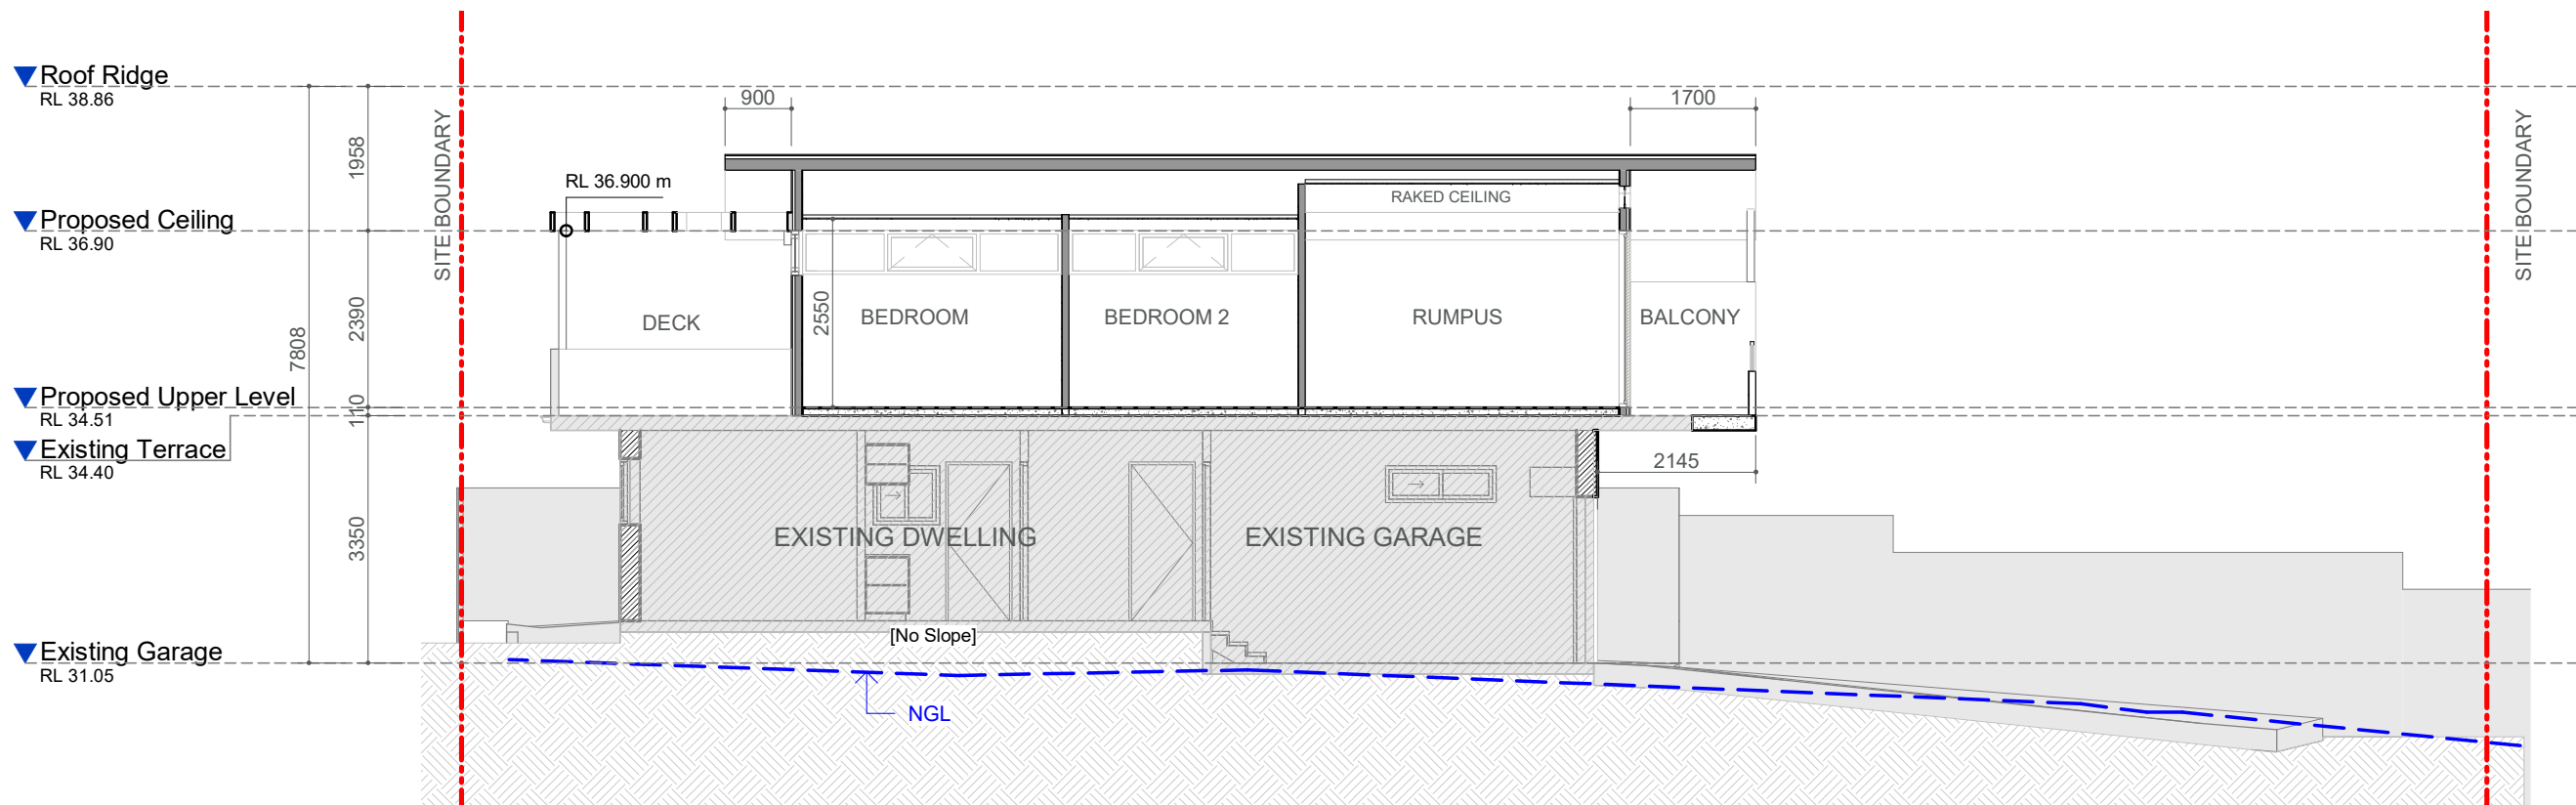 Roof Ridge
RL 38.86
Proposed Ceiling
RL 36.90
Proposed Upper Level
RL 34.51
Existing Terrace
RL 34.40
Existing Garage
RL 31.05
7808
1958
2390
110
3350
SITE BOUNDARY
900
1700
RL 36.900 m
RAKED CEILING
2550
DECK
BEDROOM
BEDROOM 2
RUMPUS
BALCONY
2145
EXISTING DWELLING
EXISTING GARAGE
[No Slope]
NGL
SITE BOUNDARY